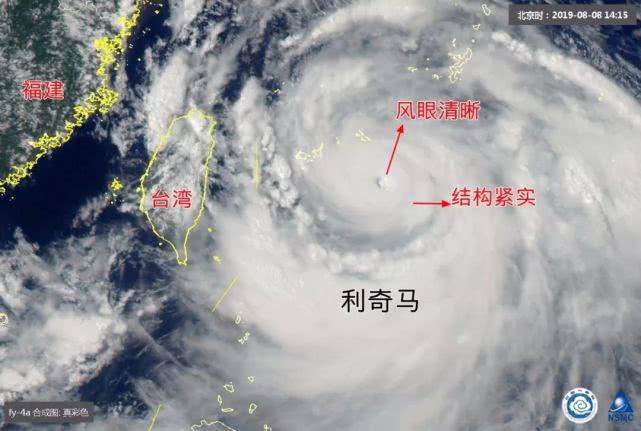 北京时：2019-08-08 14:15
福建
风眼清晰
台湾
结构紧实
利奇马
fy-4a 合成图: 真彩色
NSMC